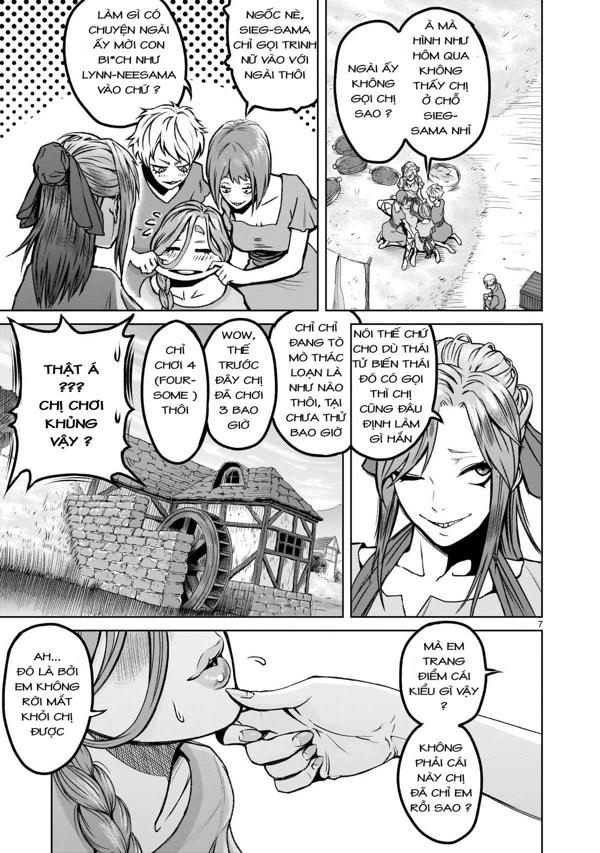 À MÀ
HÌNH NHƯ
HÔM QUA
KHÔNG
THẤY CHỊ
Ở CHỖ
SIEG-
SAMA NHỈ
NGÀI ẤY
KHÔNG
GỌI CHỊ
SAO ?
NGỐC NÈ,
SIEG-SAMA
CHỈ GỌI TRINH
NỮ VÀO VỚI
NGÀI THÔI
LÀM GÌ CÓ
CHUYỆN NGÀI
ẤY MỜI CON
BI*CH NHƯ
LYNN-NEESAMA
VÀO CHỨ ?
NÓI THẾ CHỨ
CHO DÙ THÁI
TỬ BIẾN THÁI
ĐÓ CÓ GỌI
THÌ CHỊ
CŨNG ĐÂU
ĐỊNH LÀM
GÌ HẮN
CHỈ CHỈ
ĐANG TÒ
MÒ THÁC
LOẠN LÀ
NHƯ NÀO
THÔI, TẠI
CHƯA THỬ
BAO GIỜ
WOW,
THẾ
TRƯỚC
ĐÂY CHỊ
ĐÃ CHƠI
3 BAO
GIỜ
CHỈ
CHƠI 4
(FOUR-
SOME )
THÔI
THẬT Á
???
CHỊ CHƠI
KHỦNG
VẬY ?
7
MÀ EM
TRANG
ĐIỂM CÁI
KIỂU GÌ VẬY
?
KHÔNG
PHẢI CÁI
NÀY CHỊ
ĐÃ CHỈ EM
RỒI SAO ?
AH...
ĐÓ LÀ BỞI
EM KHÔNG
RỜI MẮT
KHỎI CHỊ
ĐƯỢC